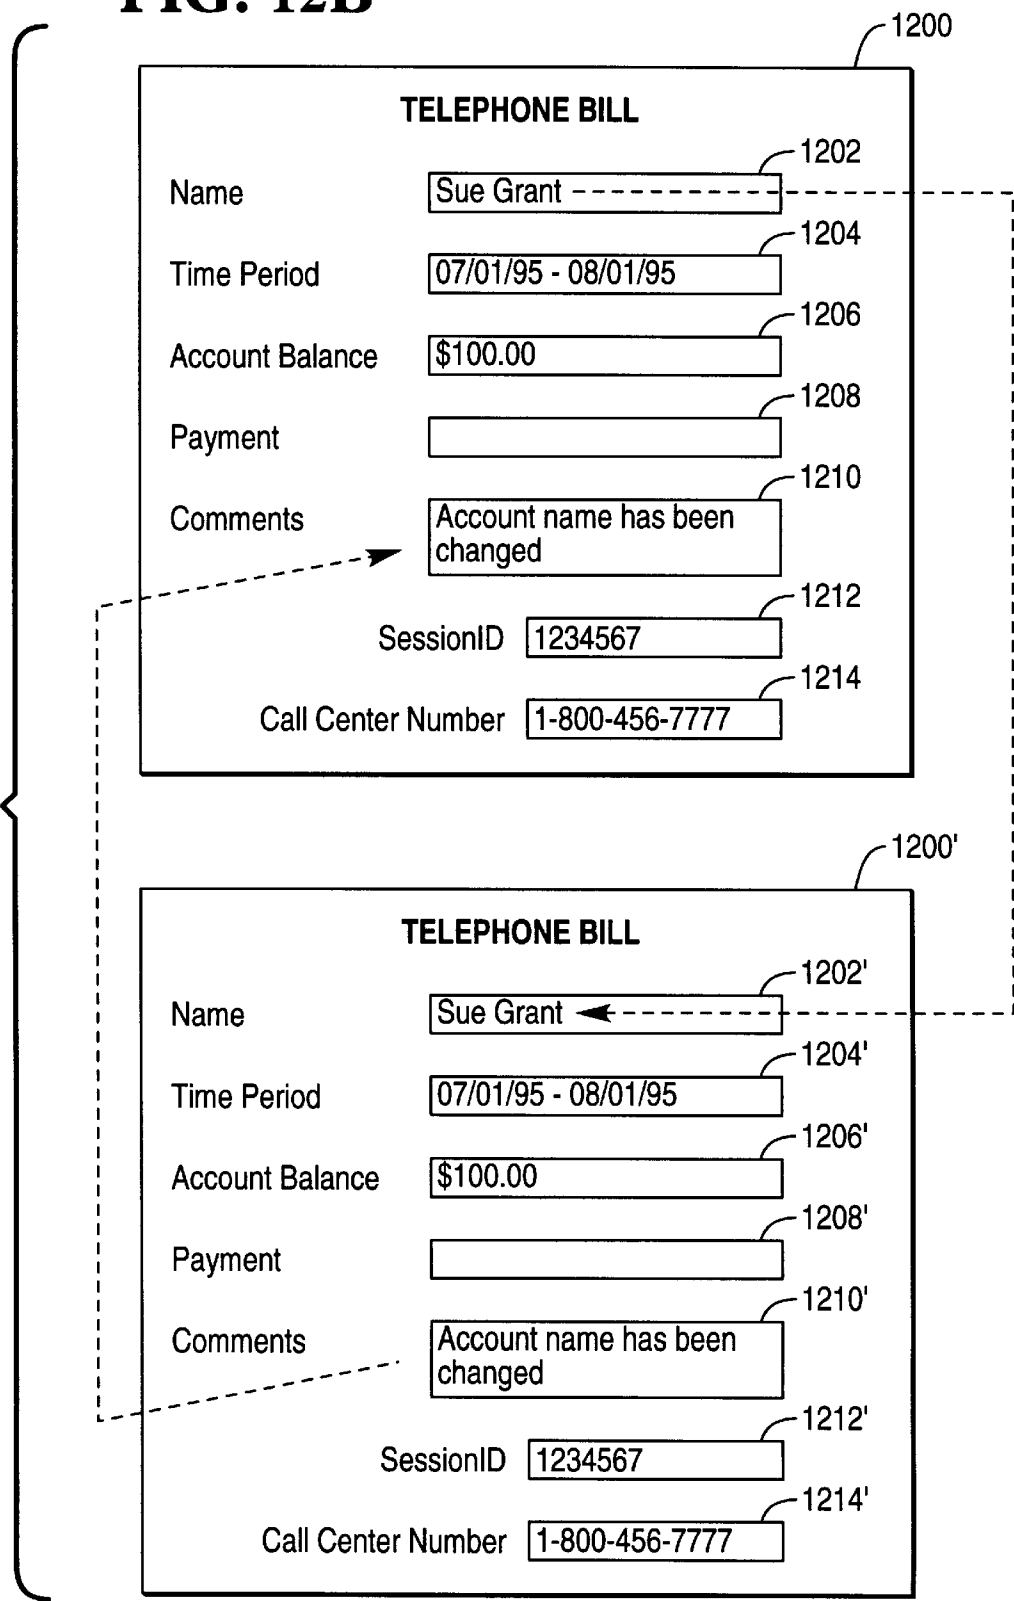 FIG. 12B
1200
TELEPHONE BILL
1202
Name Sue Grant
1204
Time Period 07/01/95 - 08/01/95
1206
Account Balance $100.00
1208
Payment
1210
Comments Account name has been
changed
1212
SessionID 1234567
1214
Call Center Number 1-800-456-7777
1200'
TELEPHONE BILL
1202'
Name Sue Grant
1204'
Time Period 07/01/95 - 08/01/95
1206'
Account Balance $100.00
1208'
Payment
1210'
Comments Account name has been
changed
1212'
SessionID 1234567
1214'
Call Center Number 1-800-456-7777